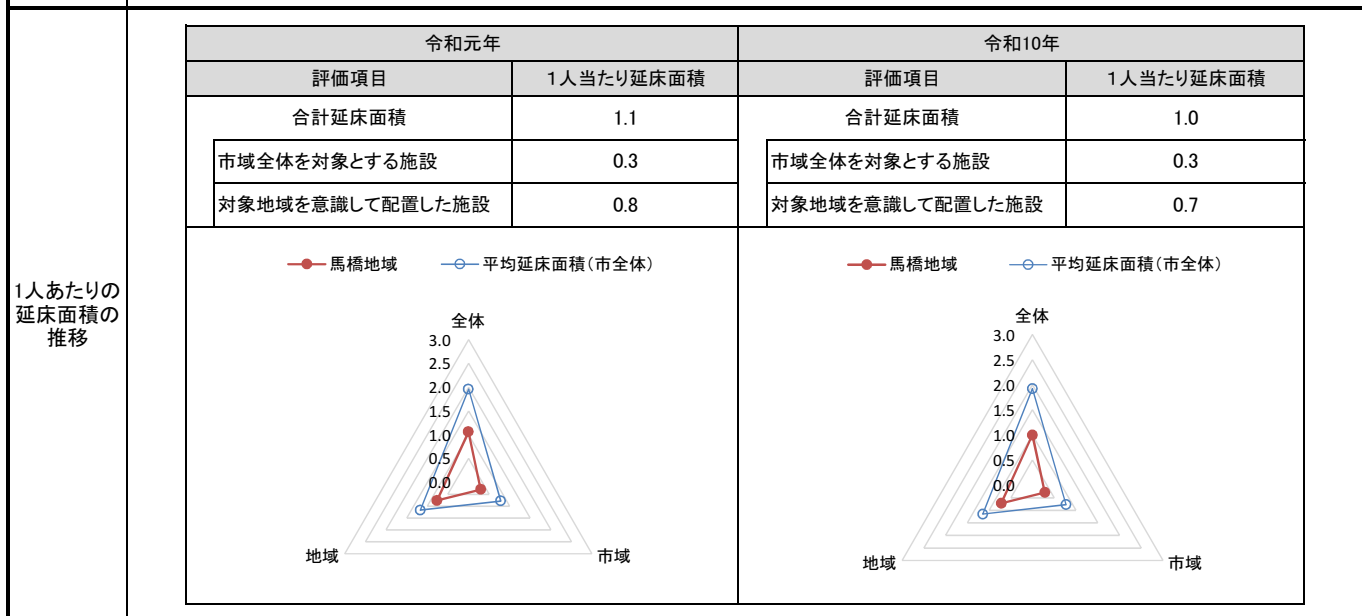 1人あたりの
延床面積の
推移
令和元年 令和10年
評価項目 1人当たり延床面積 評価項目 1人当たり延床面積
合計延床面積 1.1 合計延床面積 1.0
市域全体を対象とする施設 0.3 市域全体を対象とする施設 0.3
対象地域を意識して配置した施設 0.8 対象地域を意識して配置した施設 0.7
馬橋地域 平均延床面積(市全体)
全体
3.0
2.5
2.0
1.5
1.0
0.5
0.0
地域 市域
馬橋地域 平均延床面積(市全体)
全体
3.0
2.5
2.0
1.5
1.0
0.5
0.0
地域 市域